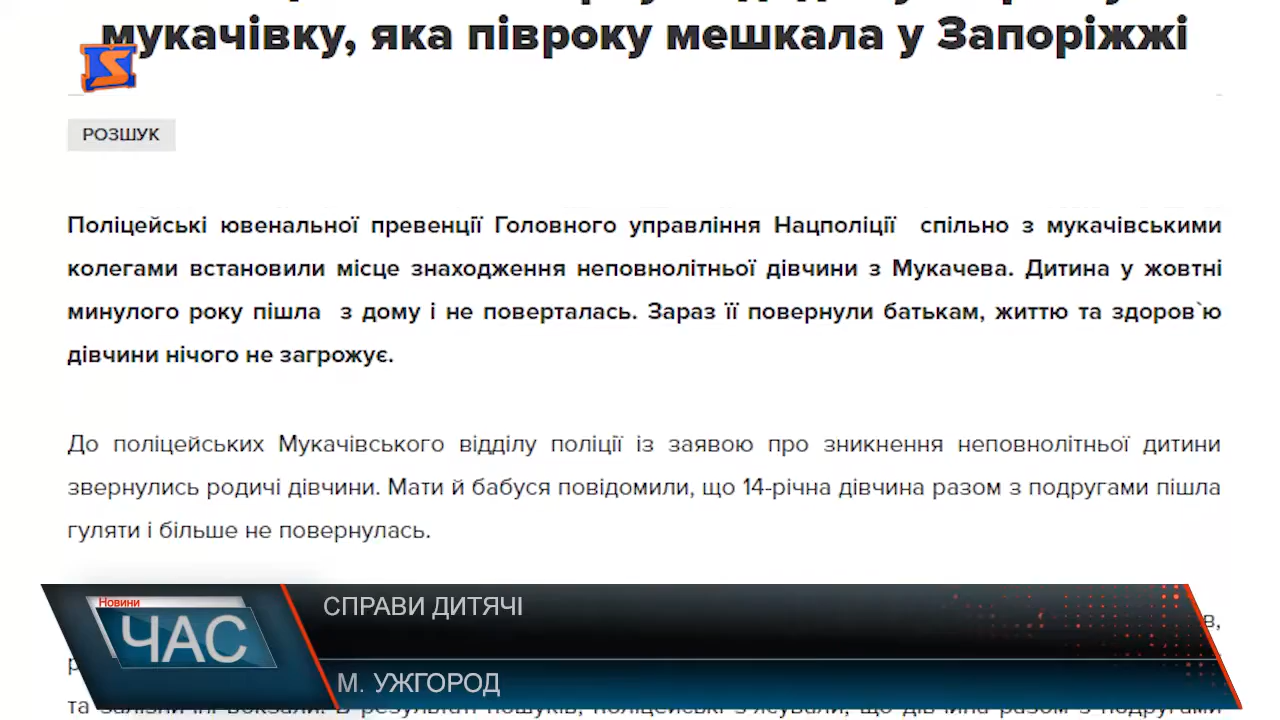 мукачівку, яка півроку мешкала у Запоріжжі
РОЗШУК
Поліцейські ювенальної превенції Головного управління Нацполіції спільно з мукачівськими
колегами встановили місце знаходження неповнолітньої дівчини з Мукачева. Дитина у жовтні
минулого року пішла з дому і не поверталась. Зараз її повернули батькам, життю та здоров`ю
дівчини нічого не загрожує.
До поліцейських Мукачівського відділу поліції із заявою про зникнення неповнолітньої дитини
звернулись родичі дівчини. Мати й бабуся повідомили, що 14-річна дівчина разом з подругами пішла
гуляти і більше не повернулась.
Новини
ЧАС
СПРАВИ ДИТЯЧІ
М. УЖГОРОД